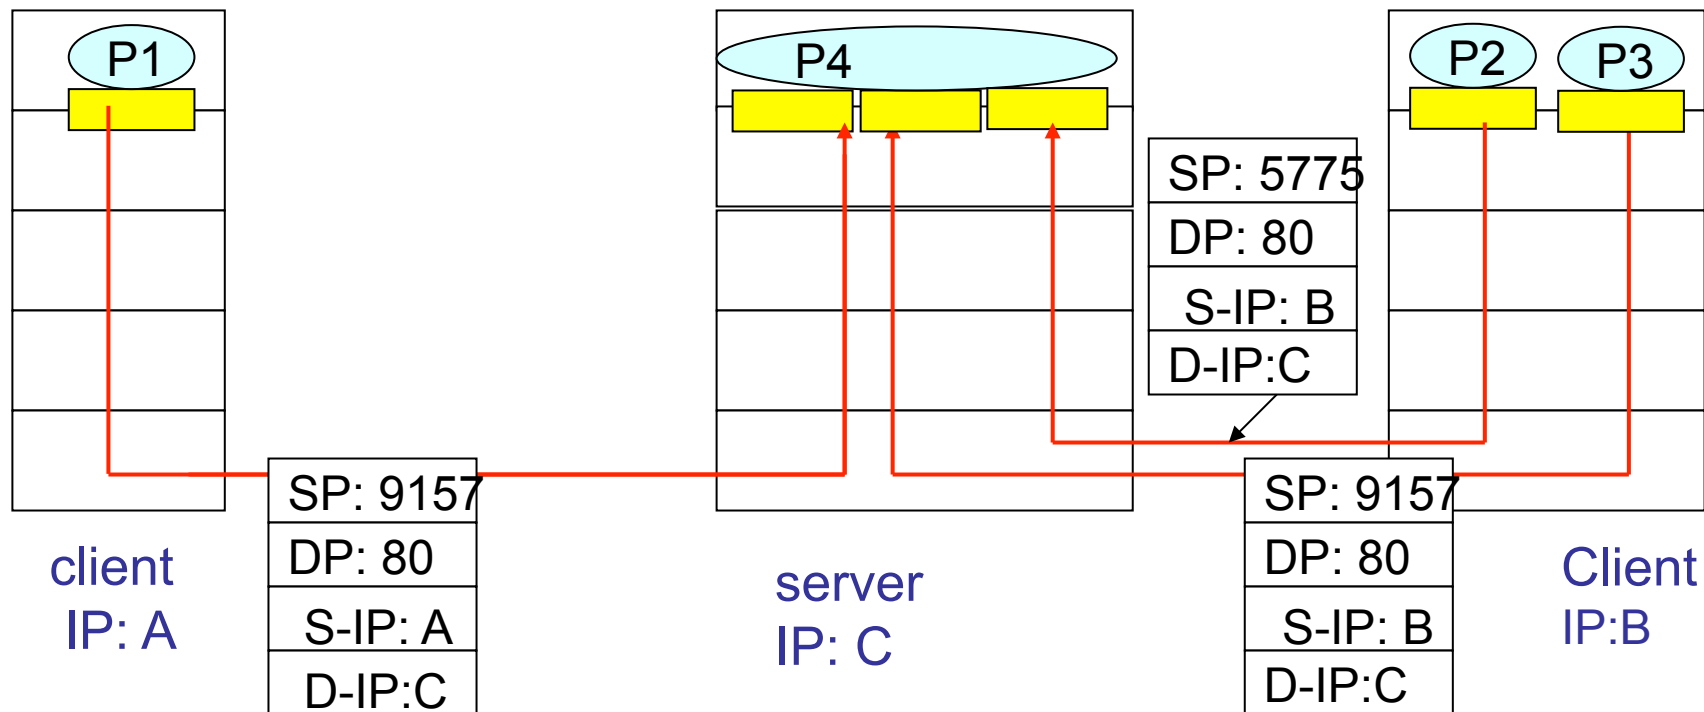 P1
P4
P2
P3
SP: 5775
DP: 80
S-IP: B
D-IP:C
SP: 9157
DP: 80
S-IP: A
D-IP:C
SP: 9157
DP: 80
S-IP: B
D-IP:C
client
IP: A
server
IP: C
Client
IP:B